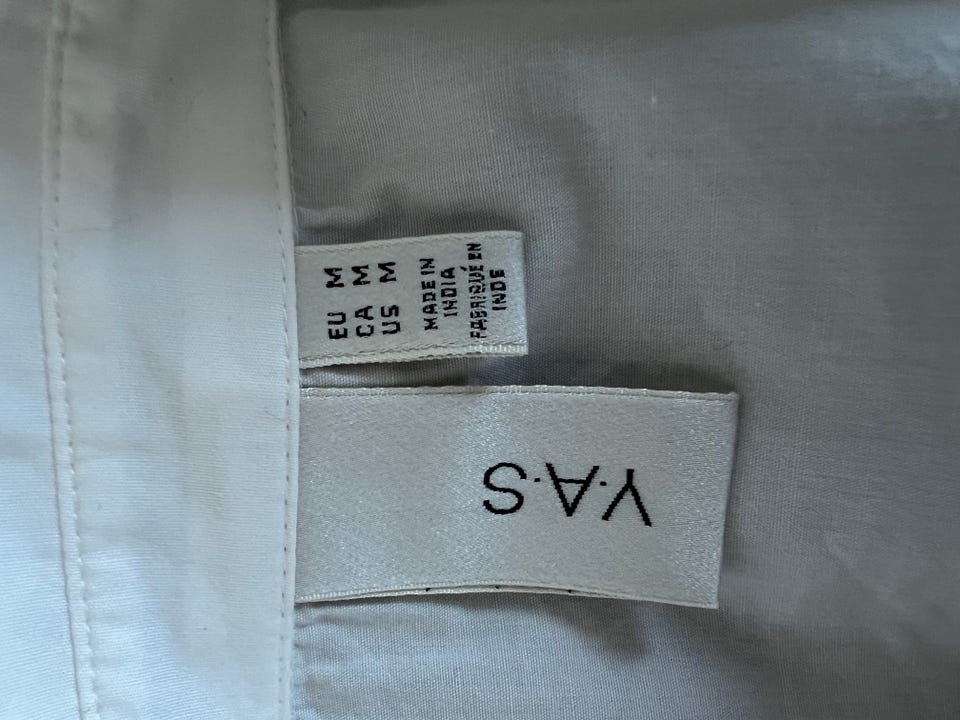 EU M
CA M
US M
MADE IN
INDIA
FABRIQUÉ EN
INDE
Y.A.S